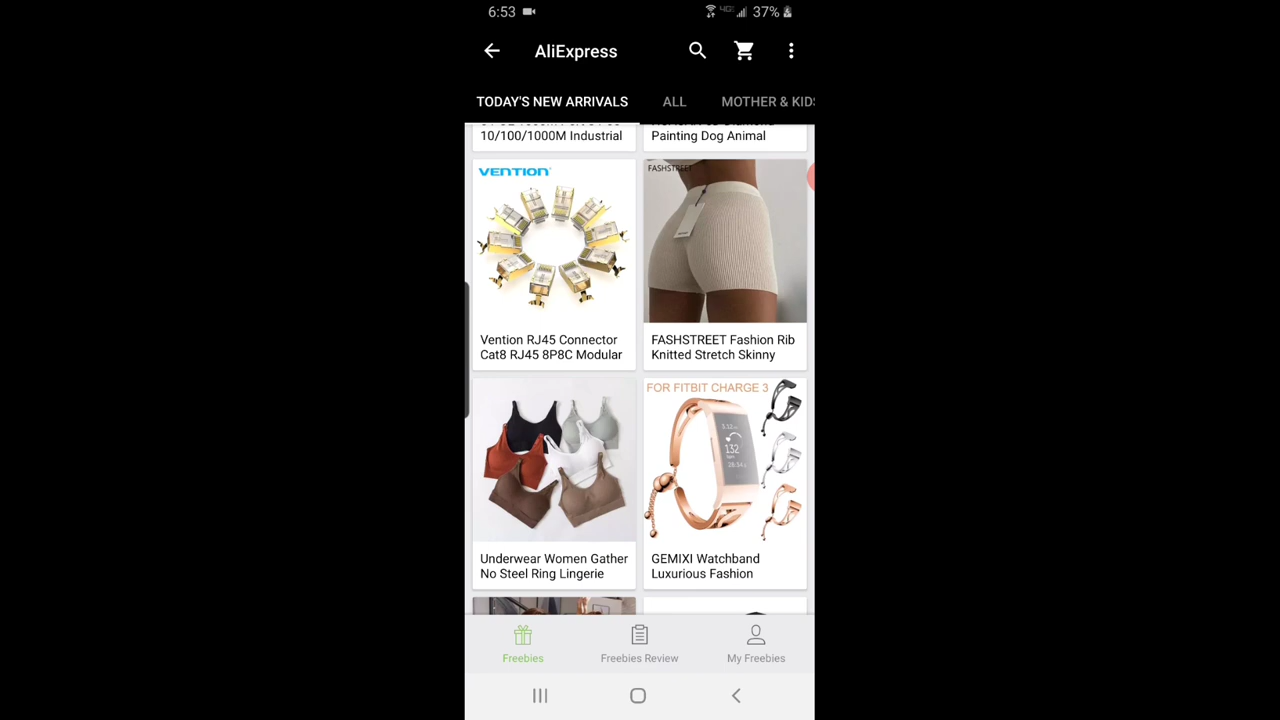 6:53
4G 37%
AliExpress
TODAY'S NEW ARRIVALS ALL MOTHER & KIDS
10/100/1000M Industrial
Painting Dog Animal
VENTION
FASHSTREET
Vention RJ45 Connector
Cat8 RJ45 8P8C Modular
FASHSTREET Fashion Rib
Knitted Stretch Skinny
FOR FITBIT CHARGE 3
132
Underwear Women Gather
No Steel Ring Lingerie
GEMIXI Watchband
Luxurious Fashion
Freebies
Freebies Review
My Freebies